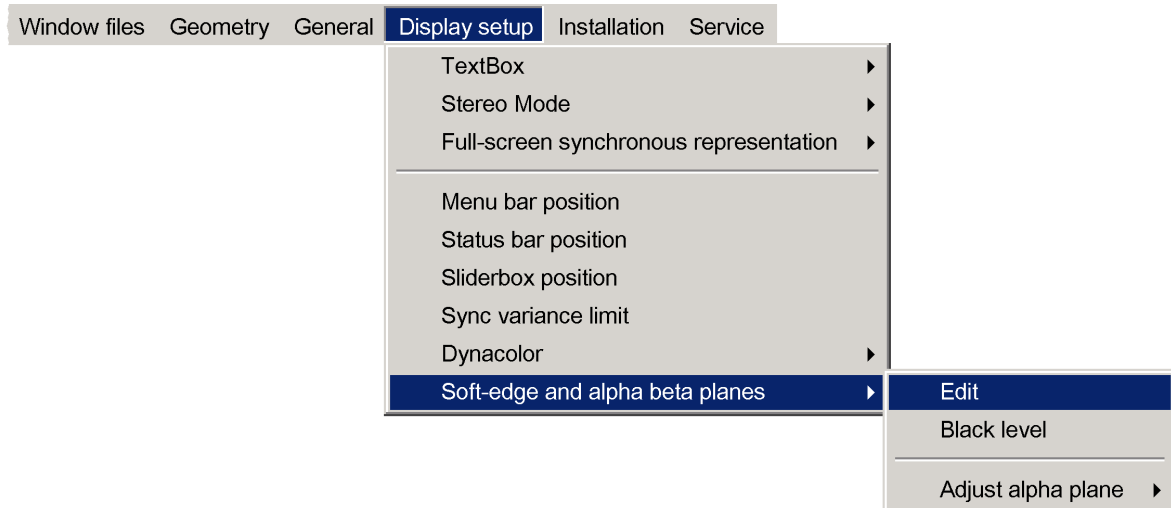 Window files Geometry General Display setup Installation Service
TextBox
Stereo Mode
Full-screen synchronous representation
Menu bar position
Status bar position
Sliderbox position
Sync variance limit
Dynacolor
Soft-edge and alpha beta planes
Edit
Black level
Adjust alpha plane